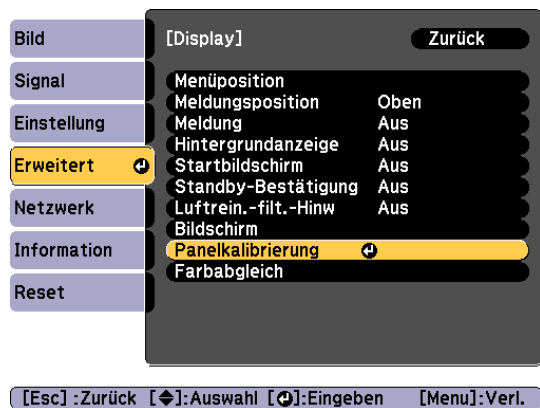 Bild
Signal
Einstellung
Erweitert
Netzwerk
Information
Reset
[Display] Zurück
Menüposition
Meldungsposition Oben
Meldung Aus
Hintergrundanzeige Aus
Startbildschirm Aus
Standby-Bestätigung Aus
Luftrein.-filt.-Hinw Aus
Bildschirm
Panelkalibrierung
Farbabgleich
[Esc] :Zurück [◆]:Auswahl [⏎]:Eingeben [Menu]:Verl.